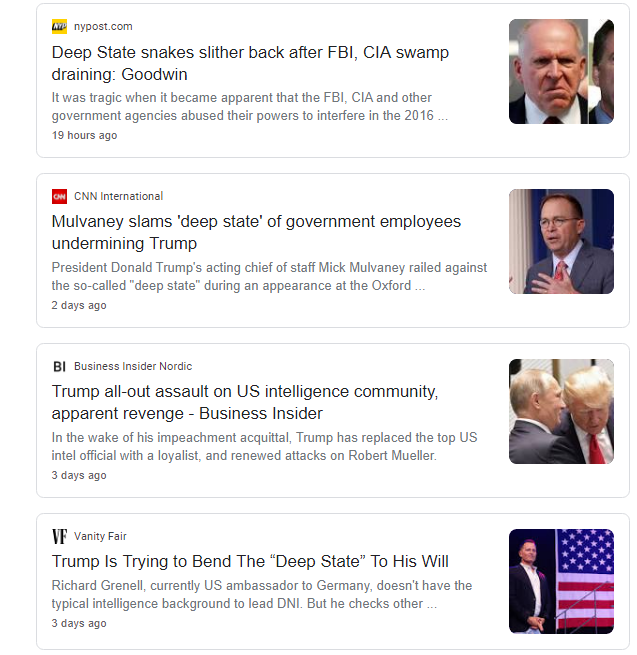 NYP nypost.com
Deep State snakes slither back after FBI, CIA swamp
draining: Goodwin
It was tragic when it became apparent that the FBI, CIA and other
government agencies abused their powers to interfere in the 2016 ...
19 hours ago
CNN CNN International
Mulvaney slams 'deep state' of government employees
undermining Trump
President Donald Trump's acting chief of staff Mick Mulvaney railed against
the so-called "deep state" during an appearance at the Oxford ...
2 days ago
BI Business Insider Nordic
Trump all-out assault on US intelligence community,
apparent revenge - Business Insider
In the wake of his impeachment acquittal, Trump has replaced the top US
intel official with a loyalist, and renewed attacks on Robert Mueller.
3 days ago
VF Vanity Fair
Trump Is Trying to Bend The “Deep State” To His Will
Richard Grenell, currently US ambassador to Germany, doesn't have the
typical intelligence background to lead DNI. But he checks other ...
3 days ago